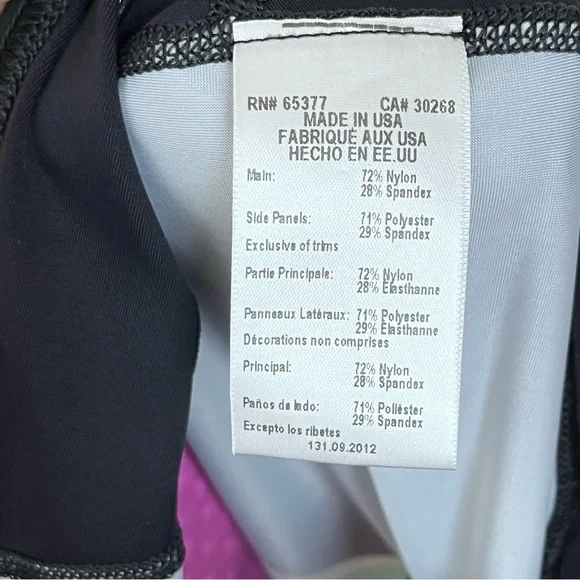 RN# 65377 CA# 30268
MADE IN USA
FABRIQUÉ AUX USA
HECHO EN EE.UU
Main: 72% Nylon
28% Spandex
Side Panels: 71% Polyester
29% Spandex
Exclusive of trims
Partie Principale: 72% Nylon
28% Élasthanne
Panneaux Latéraux: 71% Polyester
29% Élasthanne
Décorations non comprises
Principal: 72% Nylon
28% Spandex
Paños de lado: 71% Poliéster
29% Spandex
Excepto los ribetes
131.09.2012